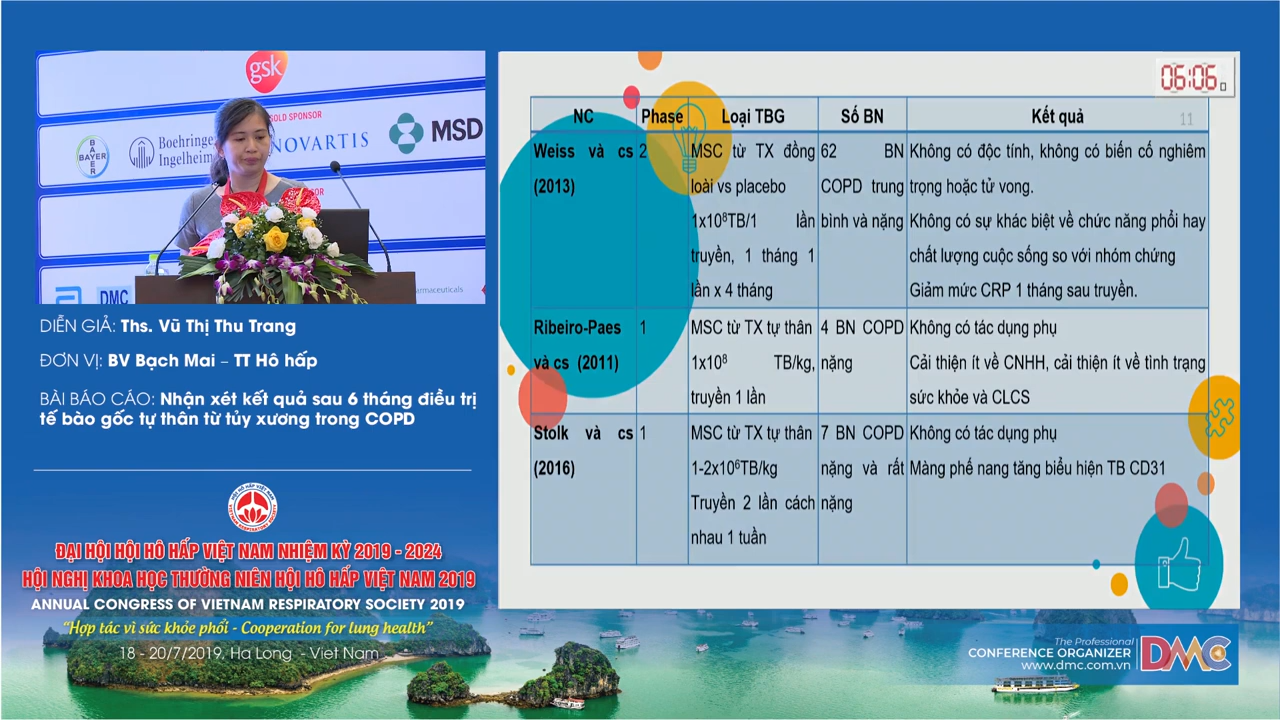 gsk
GOLD SPONSOR
BAYER
BAYER
Boehringer
Ingelheim
NOVARTIS
MSD
DMC
DIỄN GIẢ: Ths. Vũ Thị Thu Trang
ĐƠN VỊ: BV Bạch Mai – TT Hô hấp
BÀI BÁO CÁO: Nhận xét kết quả sau 6 tháng điều trị
tế bào gốc tự thân từ tủy xương trong COPD
HỘI HÔ HẤP VIỆT NAM
VIETNAM RESPIRATORY SOCIETY
ĐẠI HỘI HỘI HÔ HẤP VIỆT NAM NHIỆM KỲ 2019 - 2024
HỘI NGHỊ KHOA HỌC THƯỜNG NIÊN HỘI HÔ HẤP VIỆT NAM 2019
ANNUAL CONGRESS OF VIETNAM RESPIRATORY SOCIETY 2019
“Hợp tác vì sức khỏe phổi - Cooperation for lung health”
18 - 20/7/2019, Ha Long - Viet Nam
06:06
11
NC Phase Loại TBG Số BN Kết quả
Weiss và cs
(2013)
2
MSC từ TX đồng
loài vs placebo
1x10⁸TB/1 lần
truyền, 1 tháng 1
lần x 4 tháng
62 BN
COPD trung
bình và nặng
Không có độc tính, không có biến cố nghiêm
trọng hoặc tử vong.
Không có sự khác biệt về chức năng phổi hay
chất lượng cuộc sống so với nhóm chứng
Giảm mức CRP 1 tháng sau truyền.
Ribeiro-Paes
và cs (2011)
1
MSC từ TX tự thân
1x10⁸ TB/kg,
truyền 1 lần
4 BN COPD
nặng
Không có tác dụng phụ
Cải thiện ít về CNHH, cải thiện ít về tình trạng
sức khỏe và CLCS
Stolk và cs
(2016)
1
MSC từ TX tự thân
1-2x10⁶TB/kg
Truyền 2 lần cách
nhau 1 tuần
7 BN COPD
nặng và rất
nặng
Không có tác dụng phụ
Màng phế nang tăng biểu hiện TB CD31
The Professional
CONFERENCE ORGANIZER
www.dmc.com.vn
DMC